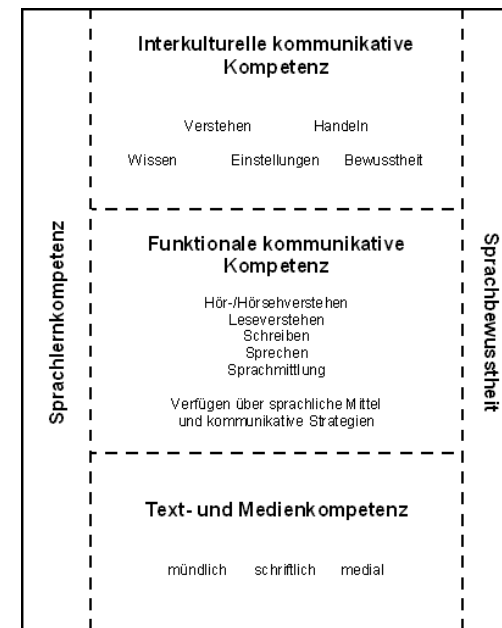 Sprachlernkompetenz
Interkulturelle kommunikative
Kompetenz
Verstehen Handeln
Wissen Einstellungen Bewusstheit
Funktionale kommunikative
Kompetenz
Hör-/Hörsehverstehen
Leseverstehen
Schreiben
Sprechen
Sprachmittlung
Verfügen über sprachliche Mittel
und kommunikative Strategien
Text- und Medienkompetenz
mündlich schriftlich medial
Sprachbewusstheit